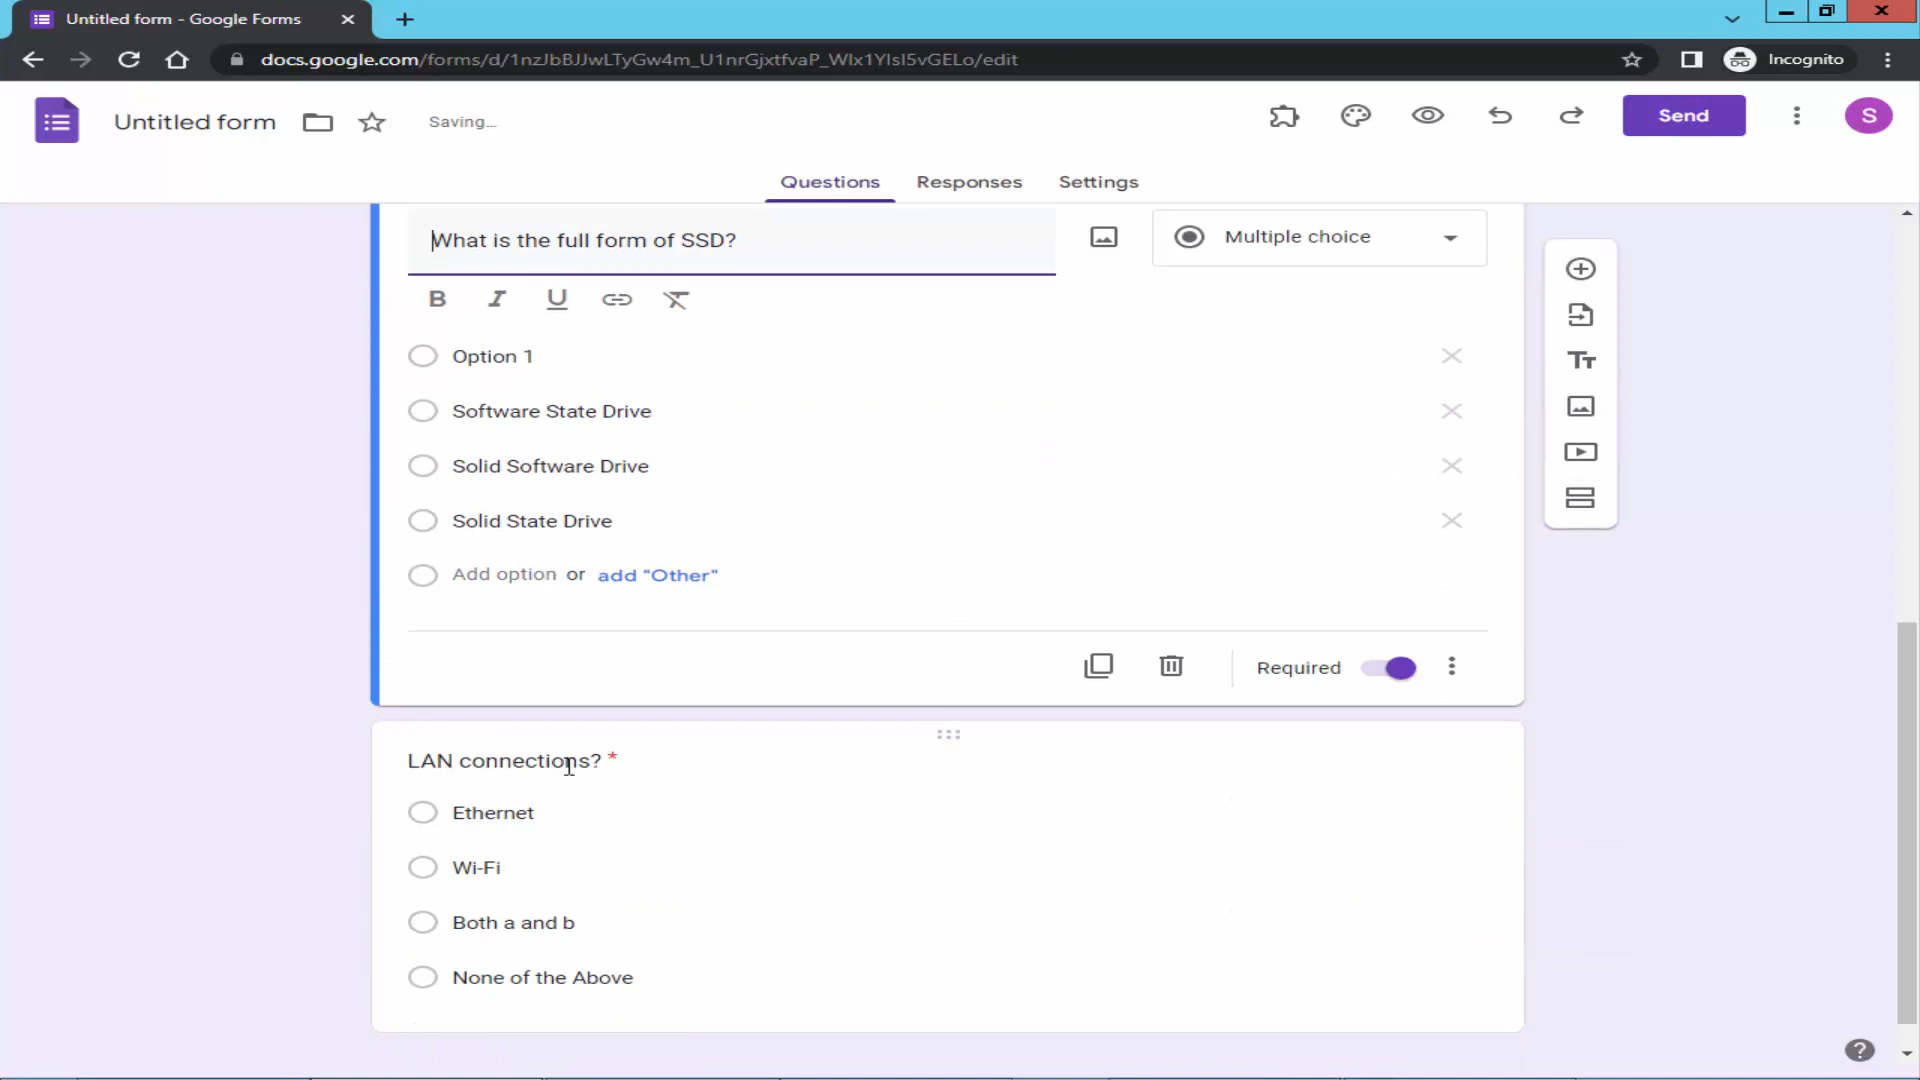 Untitled form - Google Forms
docs.google.com/forms/d/1nzJbBJJwLTyGw4m_U1nrGjxtfvaP_WIx1YIsI5vGELo/edit
Incognito
Untitled form
Saving...
Send
S
Questions
Responses
Settings
What is the full form of SSD?
Multiple choice
B I U
Option 1
Software State Drive
Solid Software Drive
Solid State Drive
Add option or add "Other"
Required
LAN connections? *
Ethernet
Wi-Fi
Both a and b
None of the Above